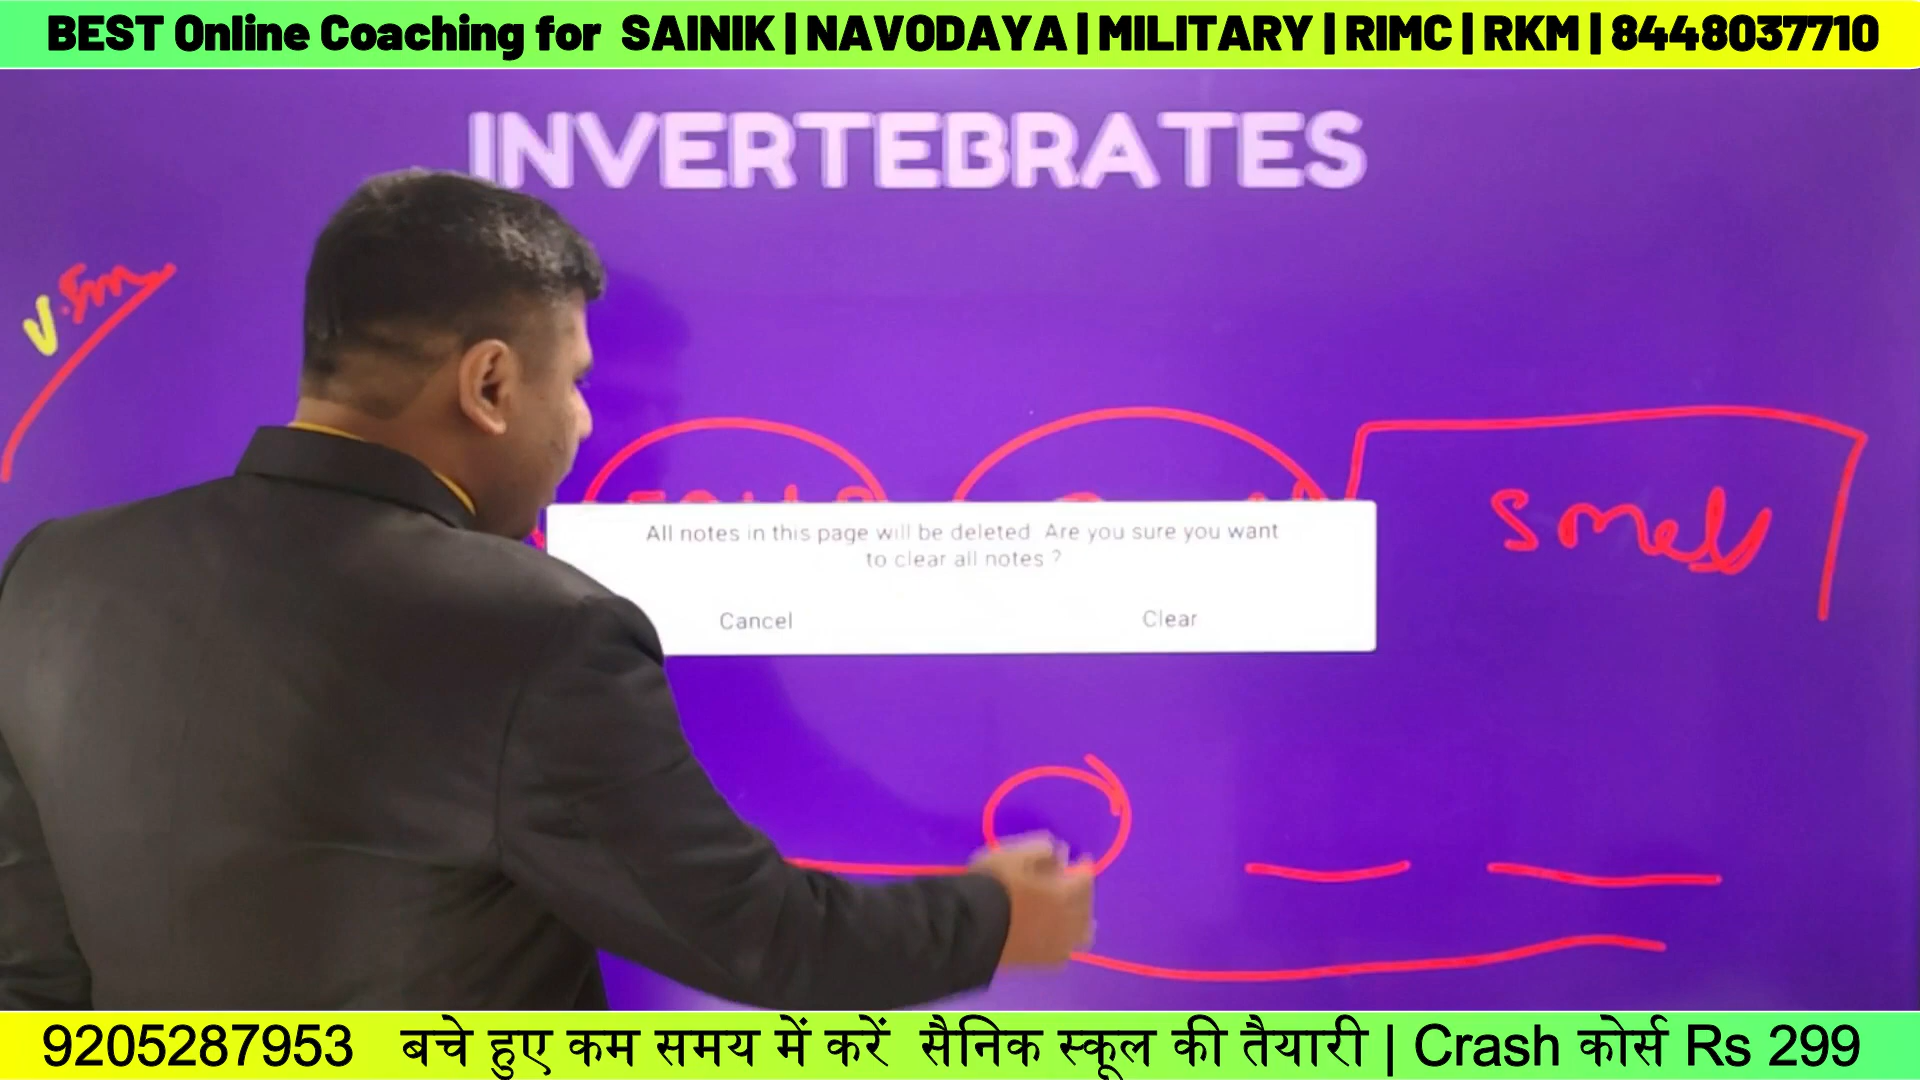 BEST Online Coaching for SAINIK | NAVODAYA | MILITARY | RIMC | RKM | 8448037710
INVERTEBRATES
V.Im
smell
All notes in this page will be deleted Are you sure you want
to clear all notes ?
Cancel Clear
9205287953 बचे हुए कम समय में करें सैनिक स्कूल की तैयारी | Crash कोर्स Rs 299